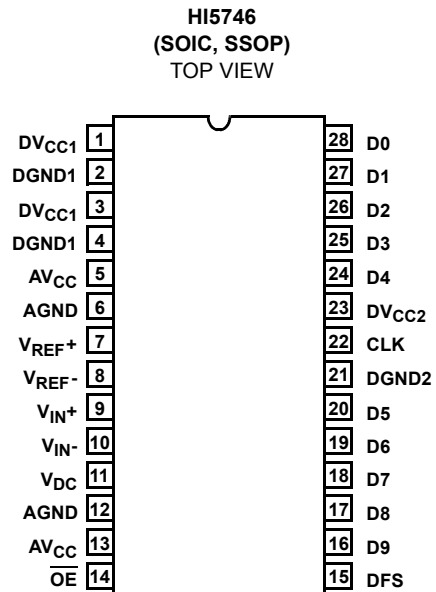 HI5746
(SOIC, SSOP)
TOP VIEW
DVCC1 1 28 D0
DGND1 2 27 D1
DVCC1 3 26 D2
DGND1 4 25 D3
AVCC 5 24 D4
AGND 6 23 DVCC2
VREF+ 7 22 CLK
VREF- 8 21 DGND2
VIN+ 9 20 D5
VIN- 10 19 D6
VDC 11 18 D7
AGND 12 17 D8
AVCC 13 16 D9
O̅E̅ 14 15 DFS